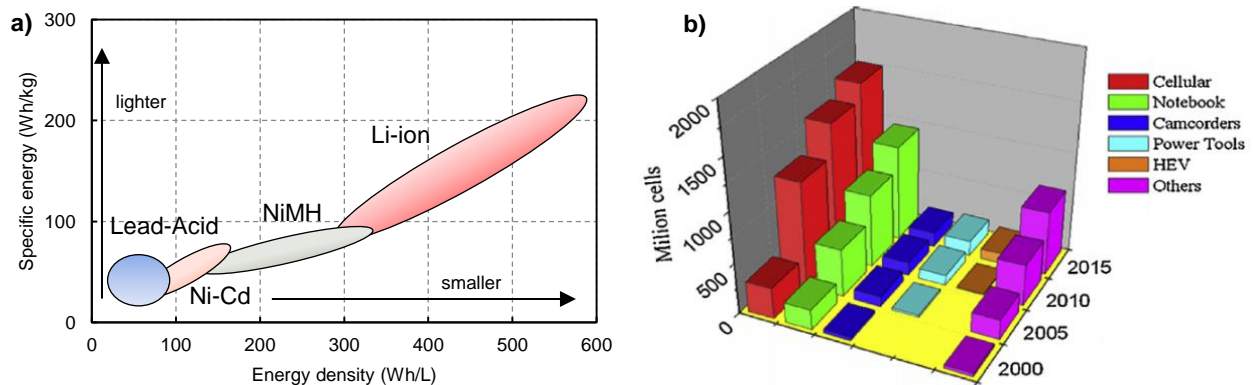 a)
Specific energy (Wh/kg)
300
200
100
0
lighter
Li-ion
NiMH
Lead-Acid
Ni-Cd
smaller
0 100 200 300 400 500 600
Energy density (Wh/L)
b)
Milion cells
2000
1500
1000
500
0
2015
2010
2005
2000
Cellular
Notebook
Camcorders
Power Tools
HEV
Others